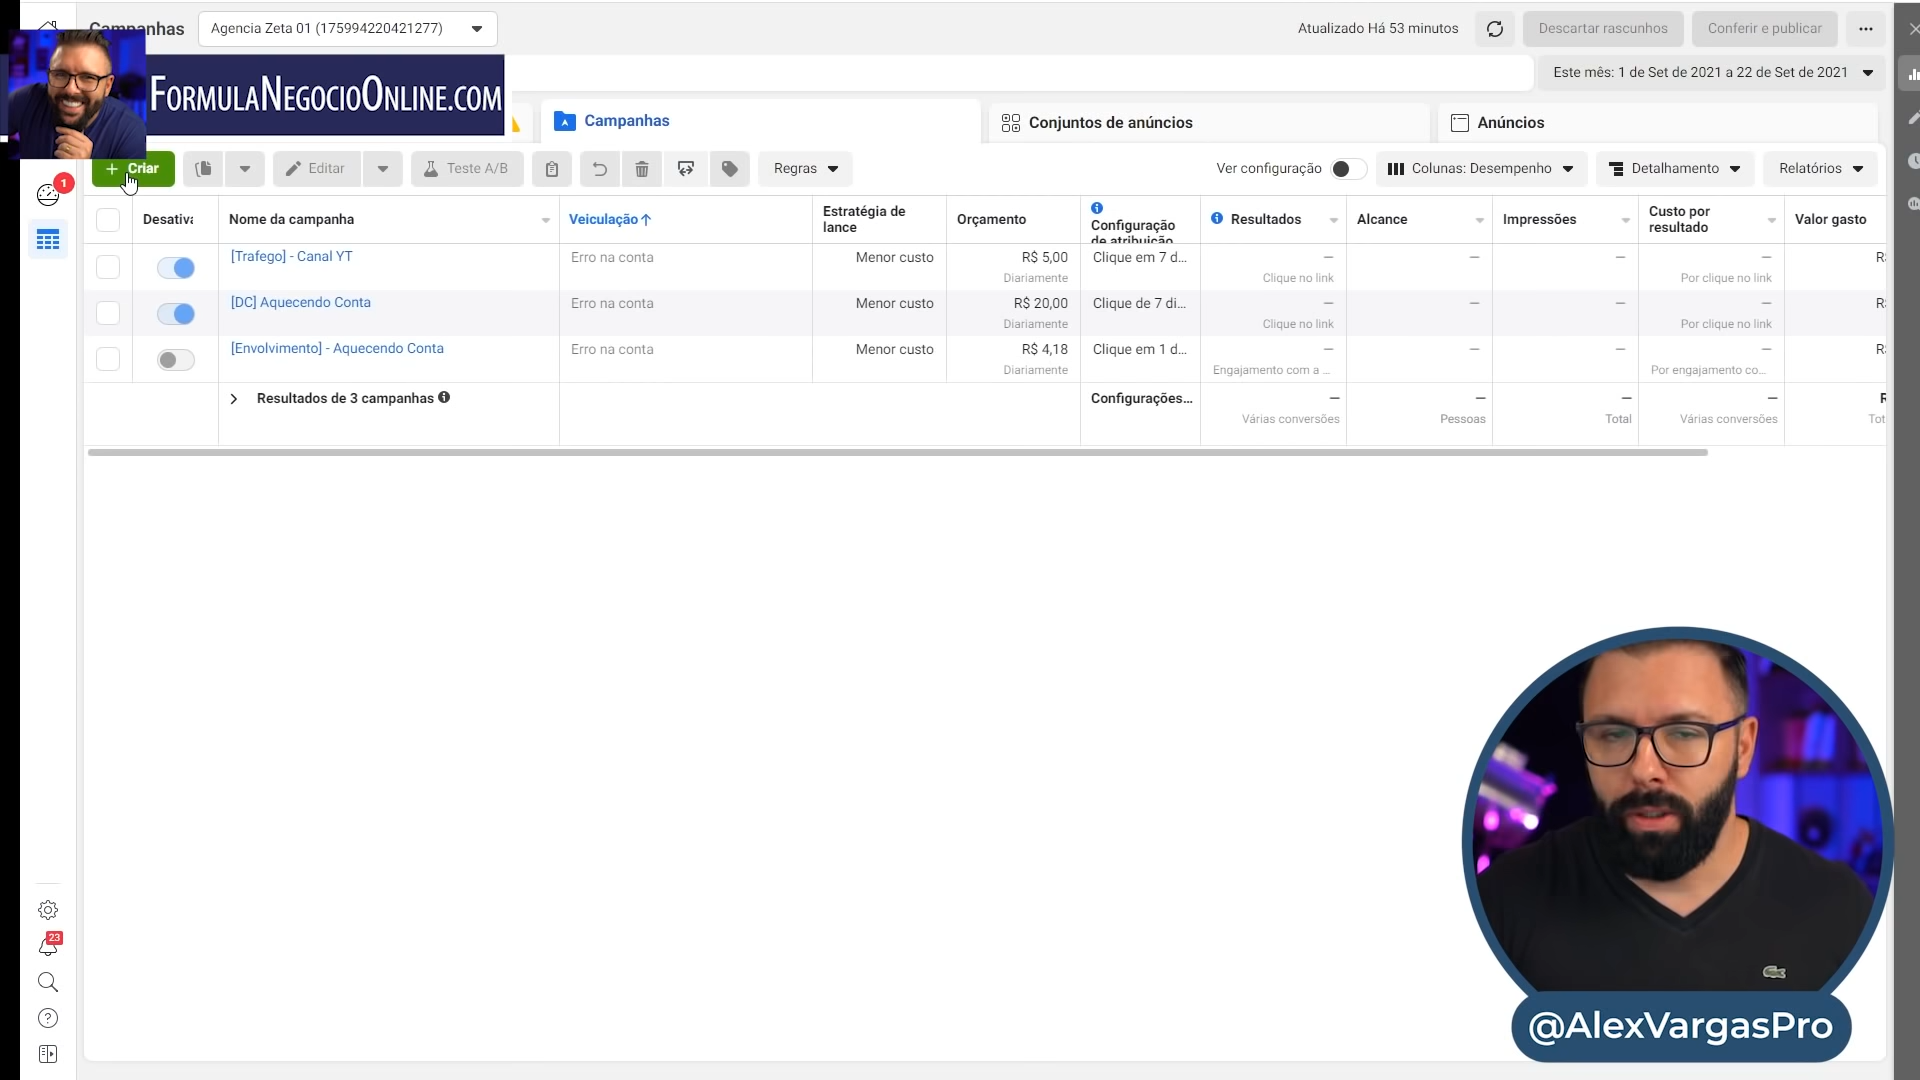 Campanhas
Agencia Zeta 01 (175994220421277)
Atualizado Há 53 minutos
Descartar rascunhos
Conferir e publicar
FormulaNegocioOnline.com
Este mês: 1 de Set de 2021 a 22 de Set de 2021
Campanhas
Conjuntos de anúncios
Anúncios
+ Criar
Editar
Teste A/B
Regras
Ver configuração
Colunas: Desempenho
Detalhamento
Relatórios
1
Desativa
Nome da campanha
Veiculação↑
Estratégia de
lance
Orçamento
Configuração
de atribuição
Resultados
Alcance
Impressões
Custo por
resultado
Valor gasto
[Trafego] - Canal YT
Erro na conta
Menor custo
R$ 5,00
Diariamente
Clique em 7 d...
—
Clique no link
—
—
—
Por clique no link
R$
[DC] Aquecendo Conta
Erro na conta
Menor custo
R$ 20,00
Diariamente
Clique de 7 di...
—
Clique no link
—
—
—
Por clique no link
R$
[Envolvimento] - Aquecendo Conta
Erro na conta
Menor custo
R$ 4,18
Diariamente
Clique em 1 d...
—
Engajamento com a ...
—
—
—
Por engajamento co...
R$
Resultados de 3 campanhas
Configurações...
—
Várias conversões
—
Pessoas
—
Total
—
Várias conversões
R
Tot
23
@AlexVargasPro